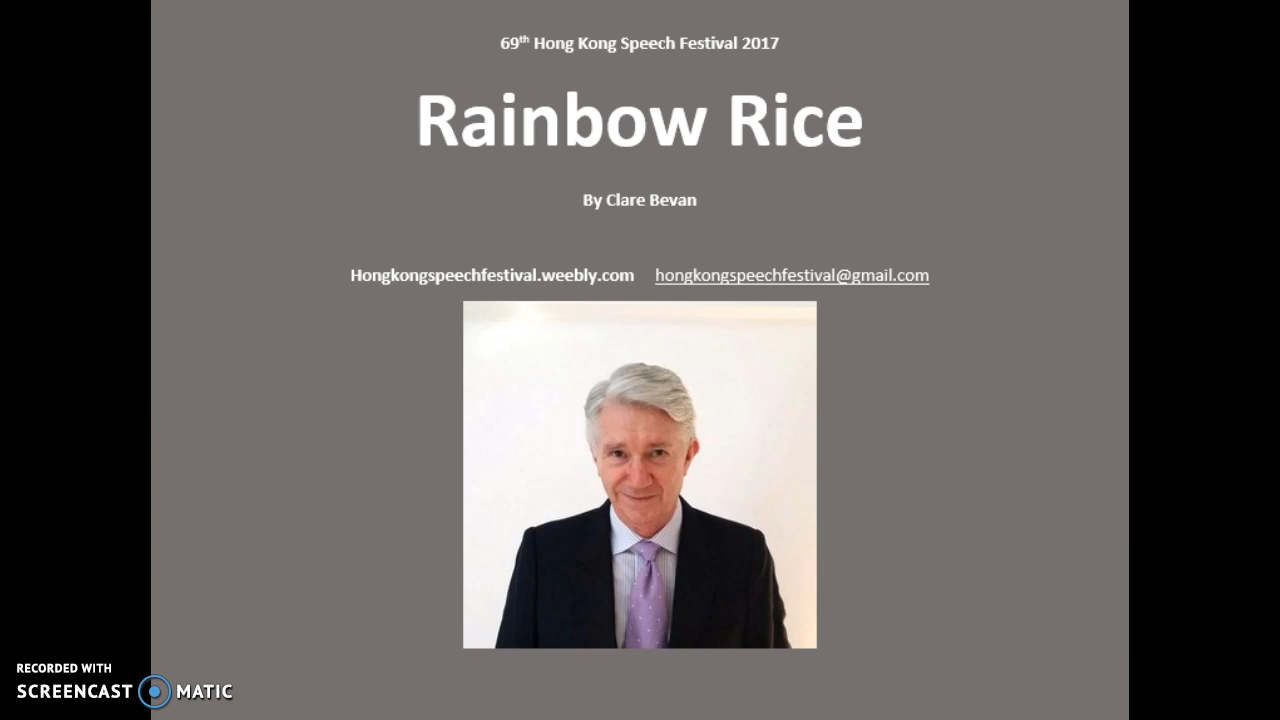 69th Hong Kong Speech Festival 2017
Rainbow Rice
By Clare Bevan
Hongkongspeechfestival.weebly.com hongkongspeechfestival@gmail.com
RECORDED WITH
SCREENCAST MATIC